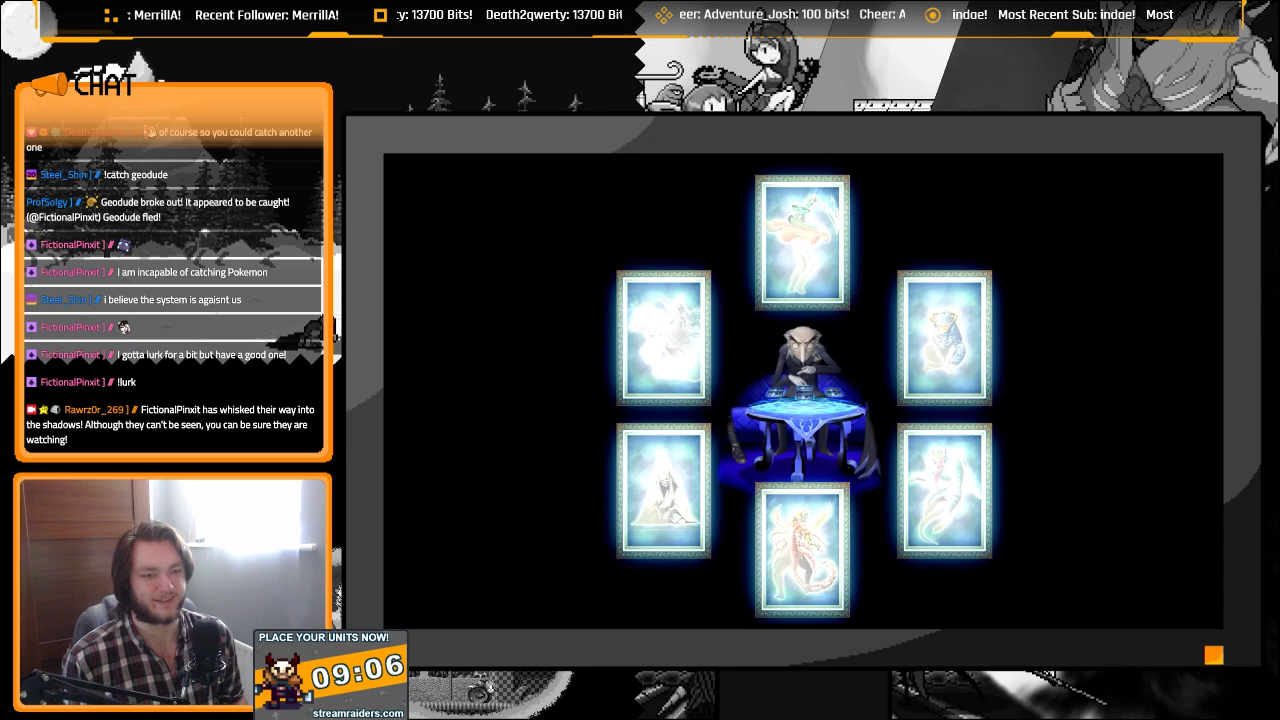 : MerrillA! Recent Follower: MerrillA!
:y: 13700 Bits! Death2qwerty: 13700 Bit
eer: Adventure_Josh: 100 bits! Cheer: A
indae! Most Recent Sub: indae! Most
CHAT
of course so you could catch another
one
Steel_Shin ] // !catch geodude
ProfSolgy ] // Geodude broke out! It appeared to be caught!
(@FictionalPinxit) Geodude fled!
FictionalPinxit ] //
FictionalPinxit ] // I am incapable of catching Pokemon
Steel_Shin ] // i believe the system is agaisnt us
FictionalPinxit ] //
FictionalPinxit ] // I gotta lurk for a bit but have a good one!
FictionalPinxit ] // !lurk
Rawrz0r_269 ] // FictionalPinxit has whisked their way into
the shadows! Although they can't be seen, you can be sure they are
watching!
PLACE YOUR UNITS NOW!
09:06
streamraiders.com